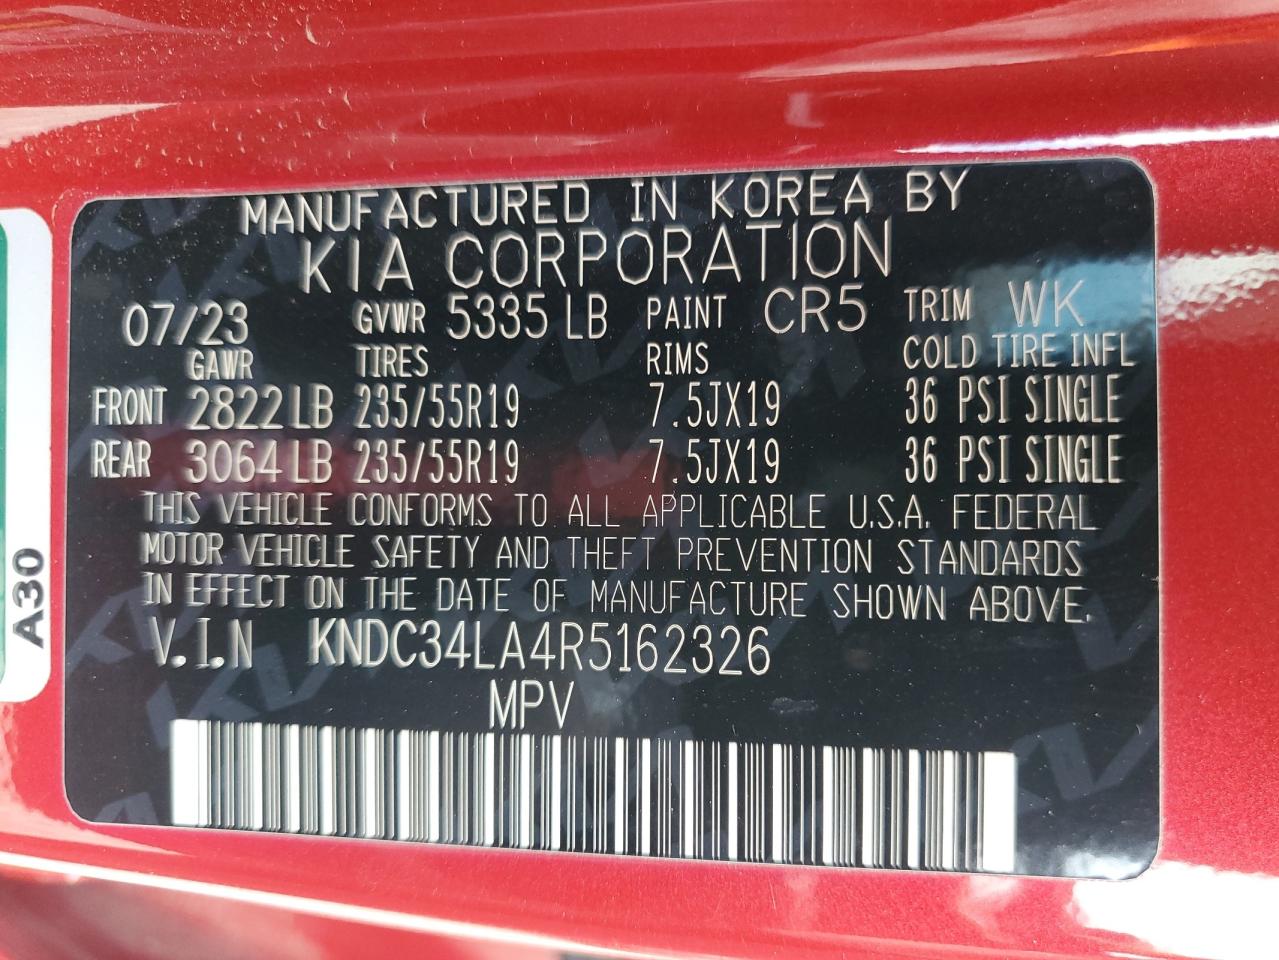 MANUFACTURED IN KOREA BY
KIA CORPORATION
07/23 GVWR 5335 LB PAINT CR5 TRIM WK
GAWR TIRES RIMS COLD TIRE INFL
FRONT 2822 LB 235/55R19 7.5JX19 36 PSI SINGLE
REAR 3064 LB 235/55R19 7.5JX19 36 PSI SINGLE
THIS VEHICLE CONFORMS TO ALL APPLICABLE U.S.A. FEDERAL
MOTOR VEHICLE SAFETY AND THEFT PREVENTION STANDARDS
IN EFFECT ON THE DATE OF MANUFACTURE SHOWN ABOVE.
V.I.N KNDC34LA4R5162326
MPV
A30